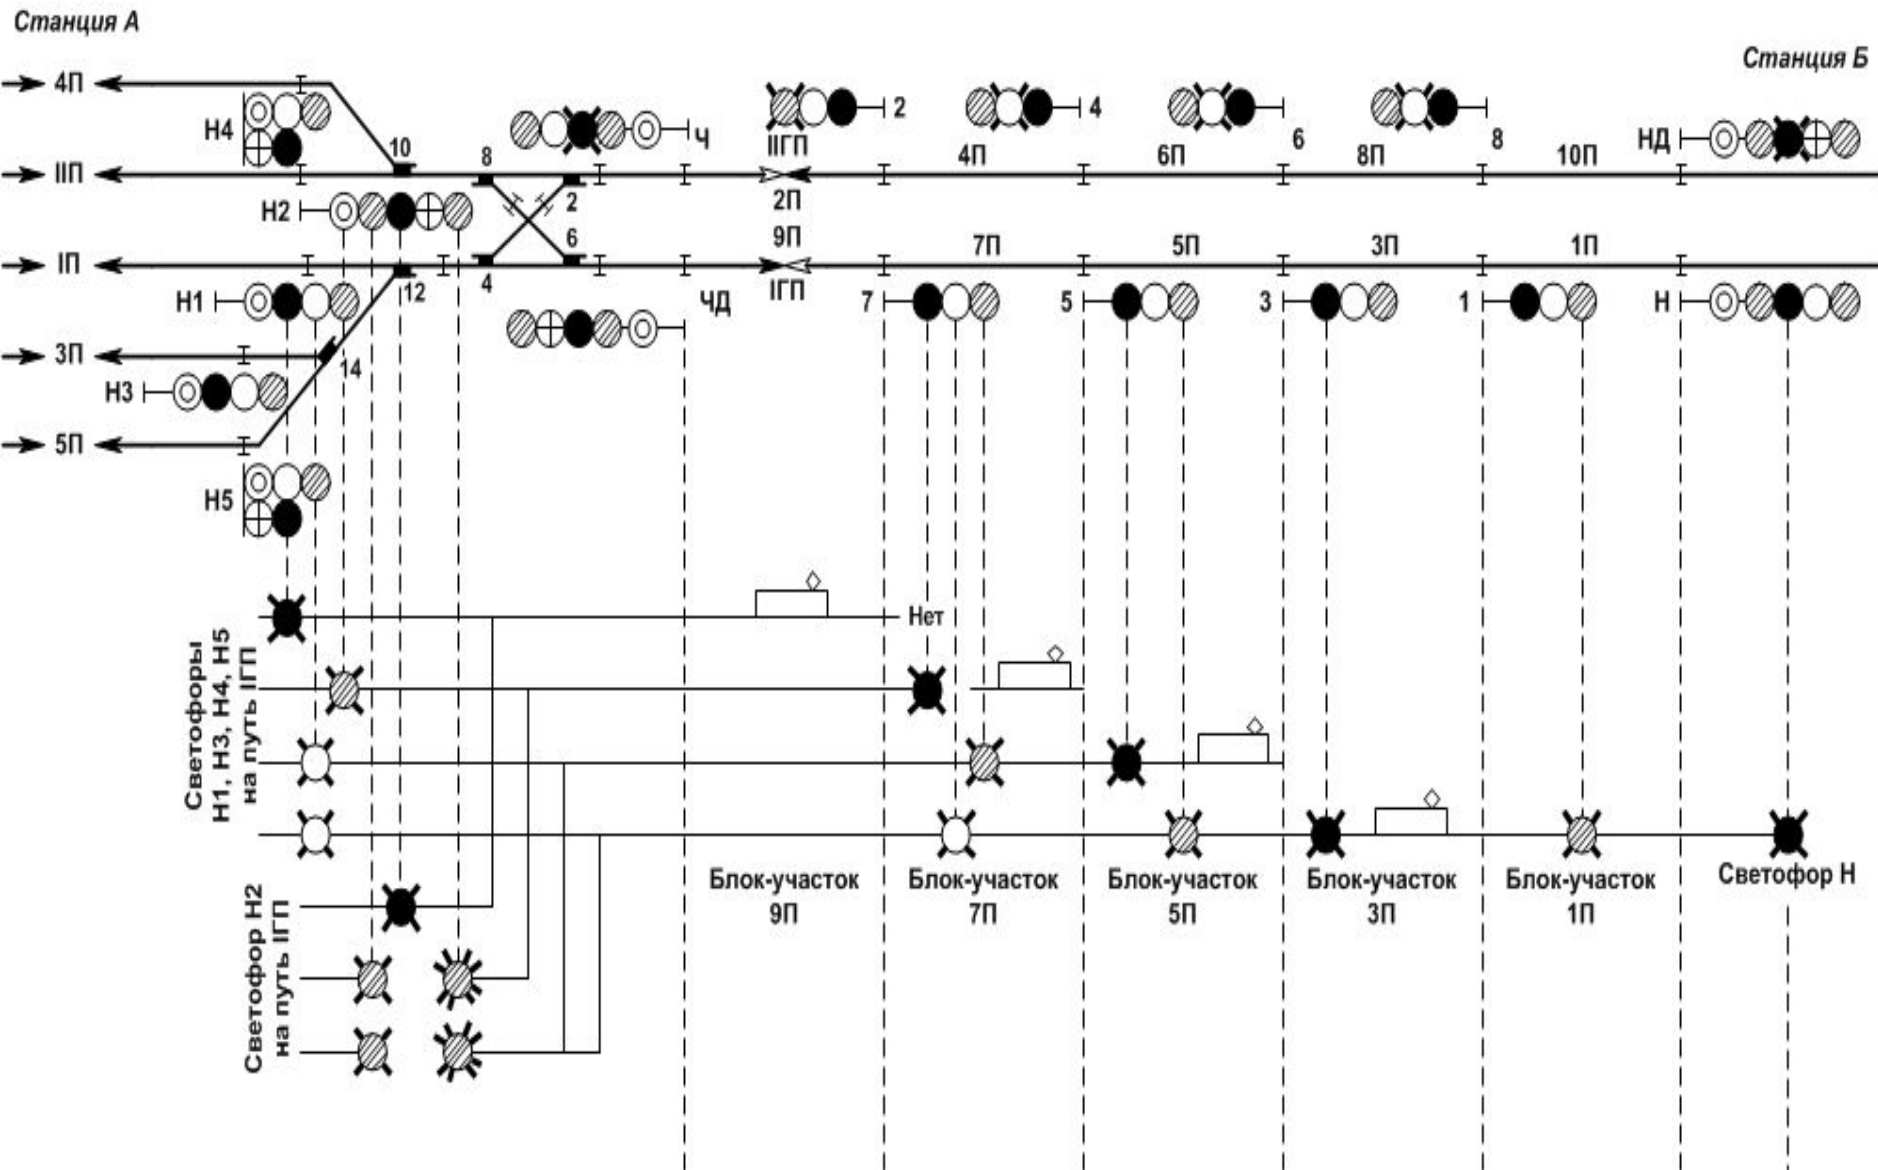 Станция А
Станция Б
4П
Н4
10
8
Ч
IIГП
2
4П
4
6П
6
8П
8
10П
НД
IIП
Н2
2
2П
9П
6
7П
5П
3П
1П
IП
4
IГП
Н1
12
ЧД
7
5
3
1
Н
3П
14
Н3
5П
Н5
Нет
Светофоры
Н1, Н3, Н4, Н5
на путь IГП
Блок-участок
9П
Блок-участок
7П
Блок-участок
5П
Блок-участок
3П
Блок-участок
1П
Светофор Н
Светофор Н2
на путь IГП